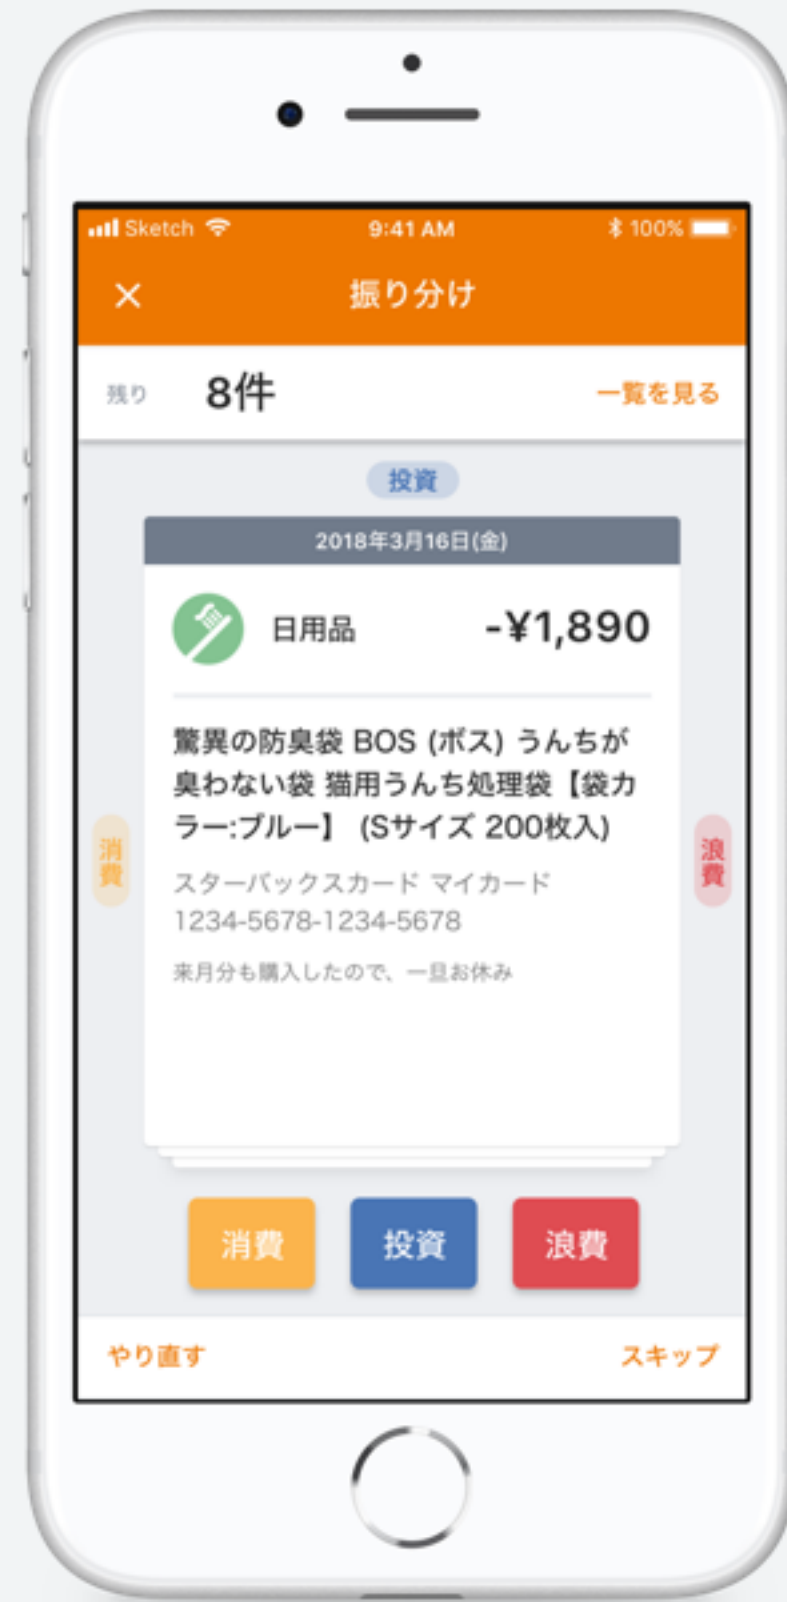 Sketch 9:41 AM 100%
× 振り分け
残り 8件 一覧を見る
投資
2018年3月16日(金)
日用品 -¥1,890
驚異の防臭袋 BOS (ボス) うんちが
臭わない袋 猫用うんち処理袋【袋カ
ラー:ブルー】 (Sサイズ 200枚入)
消費
浪費
スターバックスカード マイカード
1234-5678-1234-5678
来月分も購入したので、一旦お休み
消費 投資 浪費
やり直す スキップ